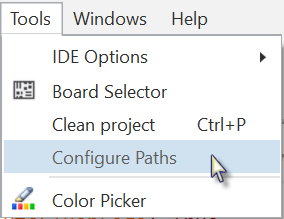 Tools Windows Help
IDE Options
Board Selector
Clean project Ctrl+P
Configure Paths
Color Picker